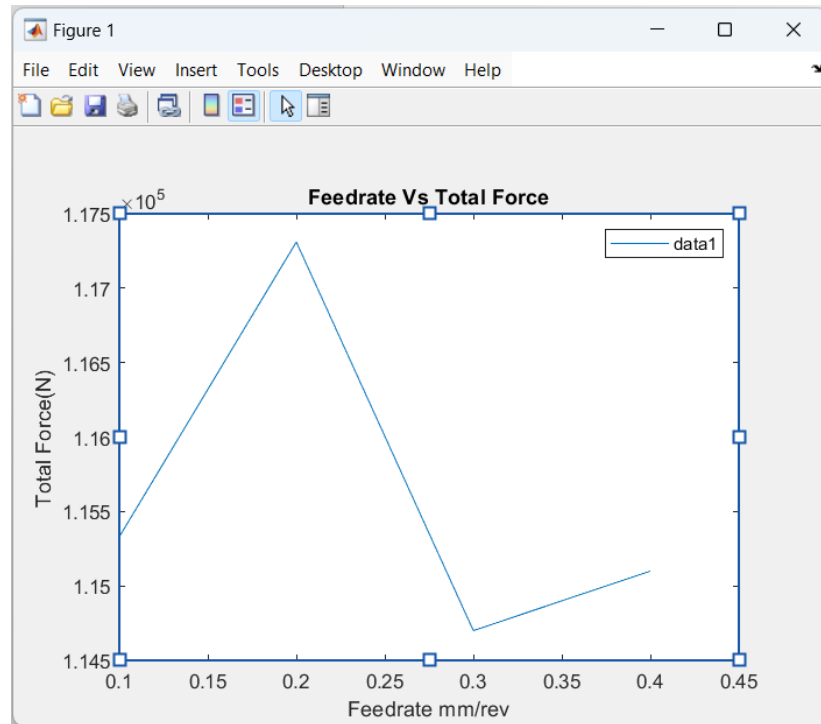 Figure 1
File Edit View Insert Tools Desktop Window Help
×10⁵
Feedrate Vs Total Force
data1
1.175
1.17
1.165
1.16
1.155
1.15
1.145
Total Force(N)
0.1 0.15 0.2 0.25 0.3 0.35 0.4 0.45
Feedrate mm/rev